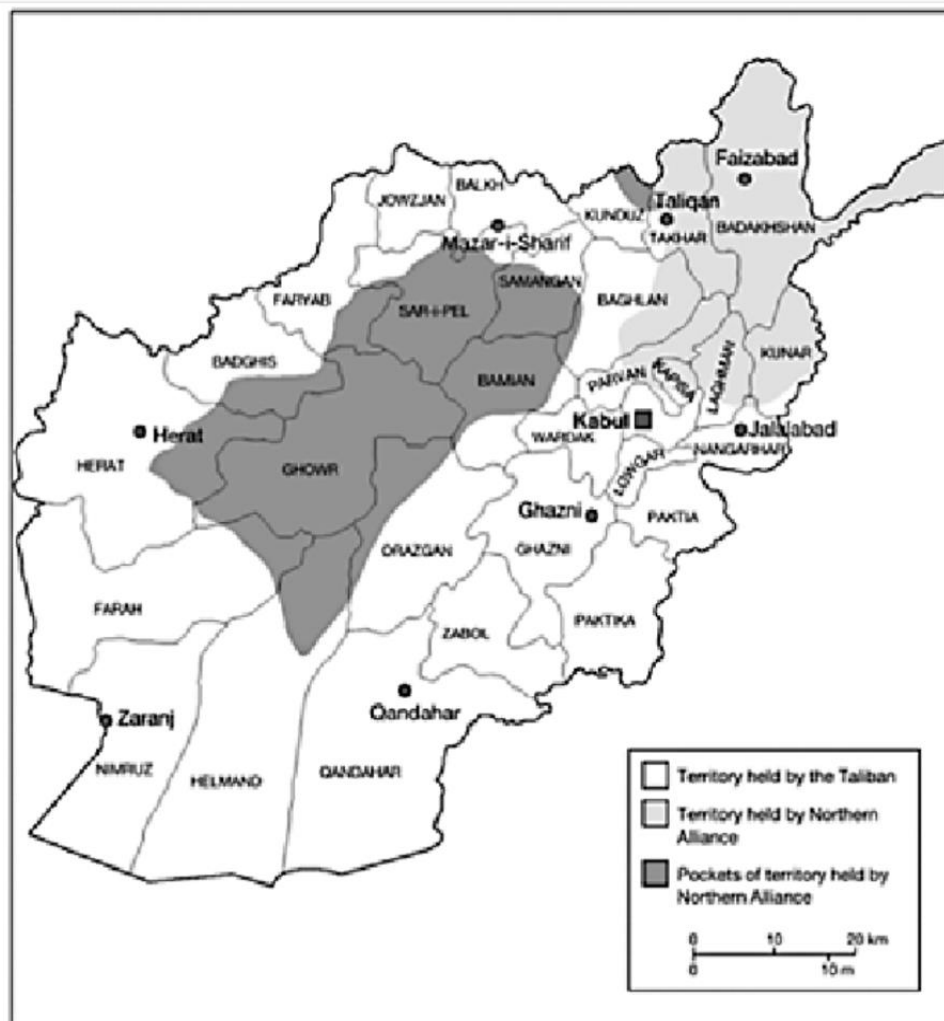 Faizabad
BALKH
JOWZJAN
Taliqan
KUNDUZ
BADAKHSHAN
TAKHAR
Mazar-i-Sharif
SAMANGAN
FARYAB
BAGHLAN
SAR-i-PEL
KUNAR
BADGHIS
LAGHMAN
BAMIAN
PARVAN
KAPISA
Kabul
Herat
Jalalabad
WARDAK
HERAT
GHOWR
NANGARHAR
LOWGAR
Ghazni
PAKTIA
ORAZGAN
GHAZNI
FARAH
PAKTIKA
ZABOL
Qandahar
Zaranj
NIMRUZ
QANDAHAR
HELMAND
Territory held by the Taliban
Territory held by Northern
Alliance
Pockets of territory held by
Northern Alliance
0 10 20 km
0 10 m